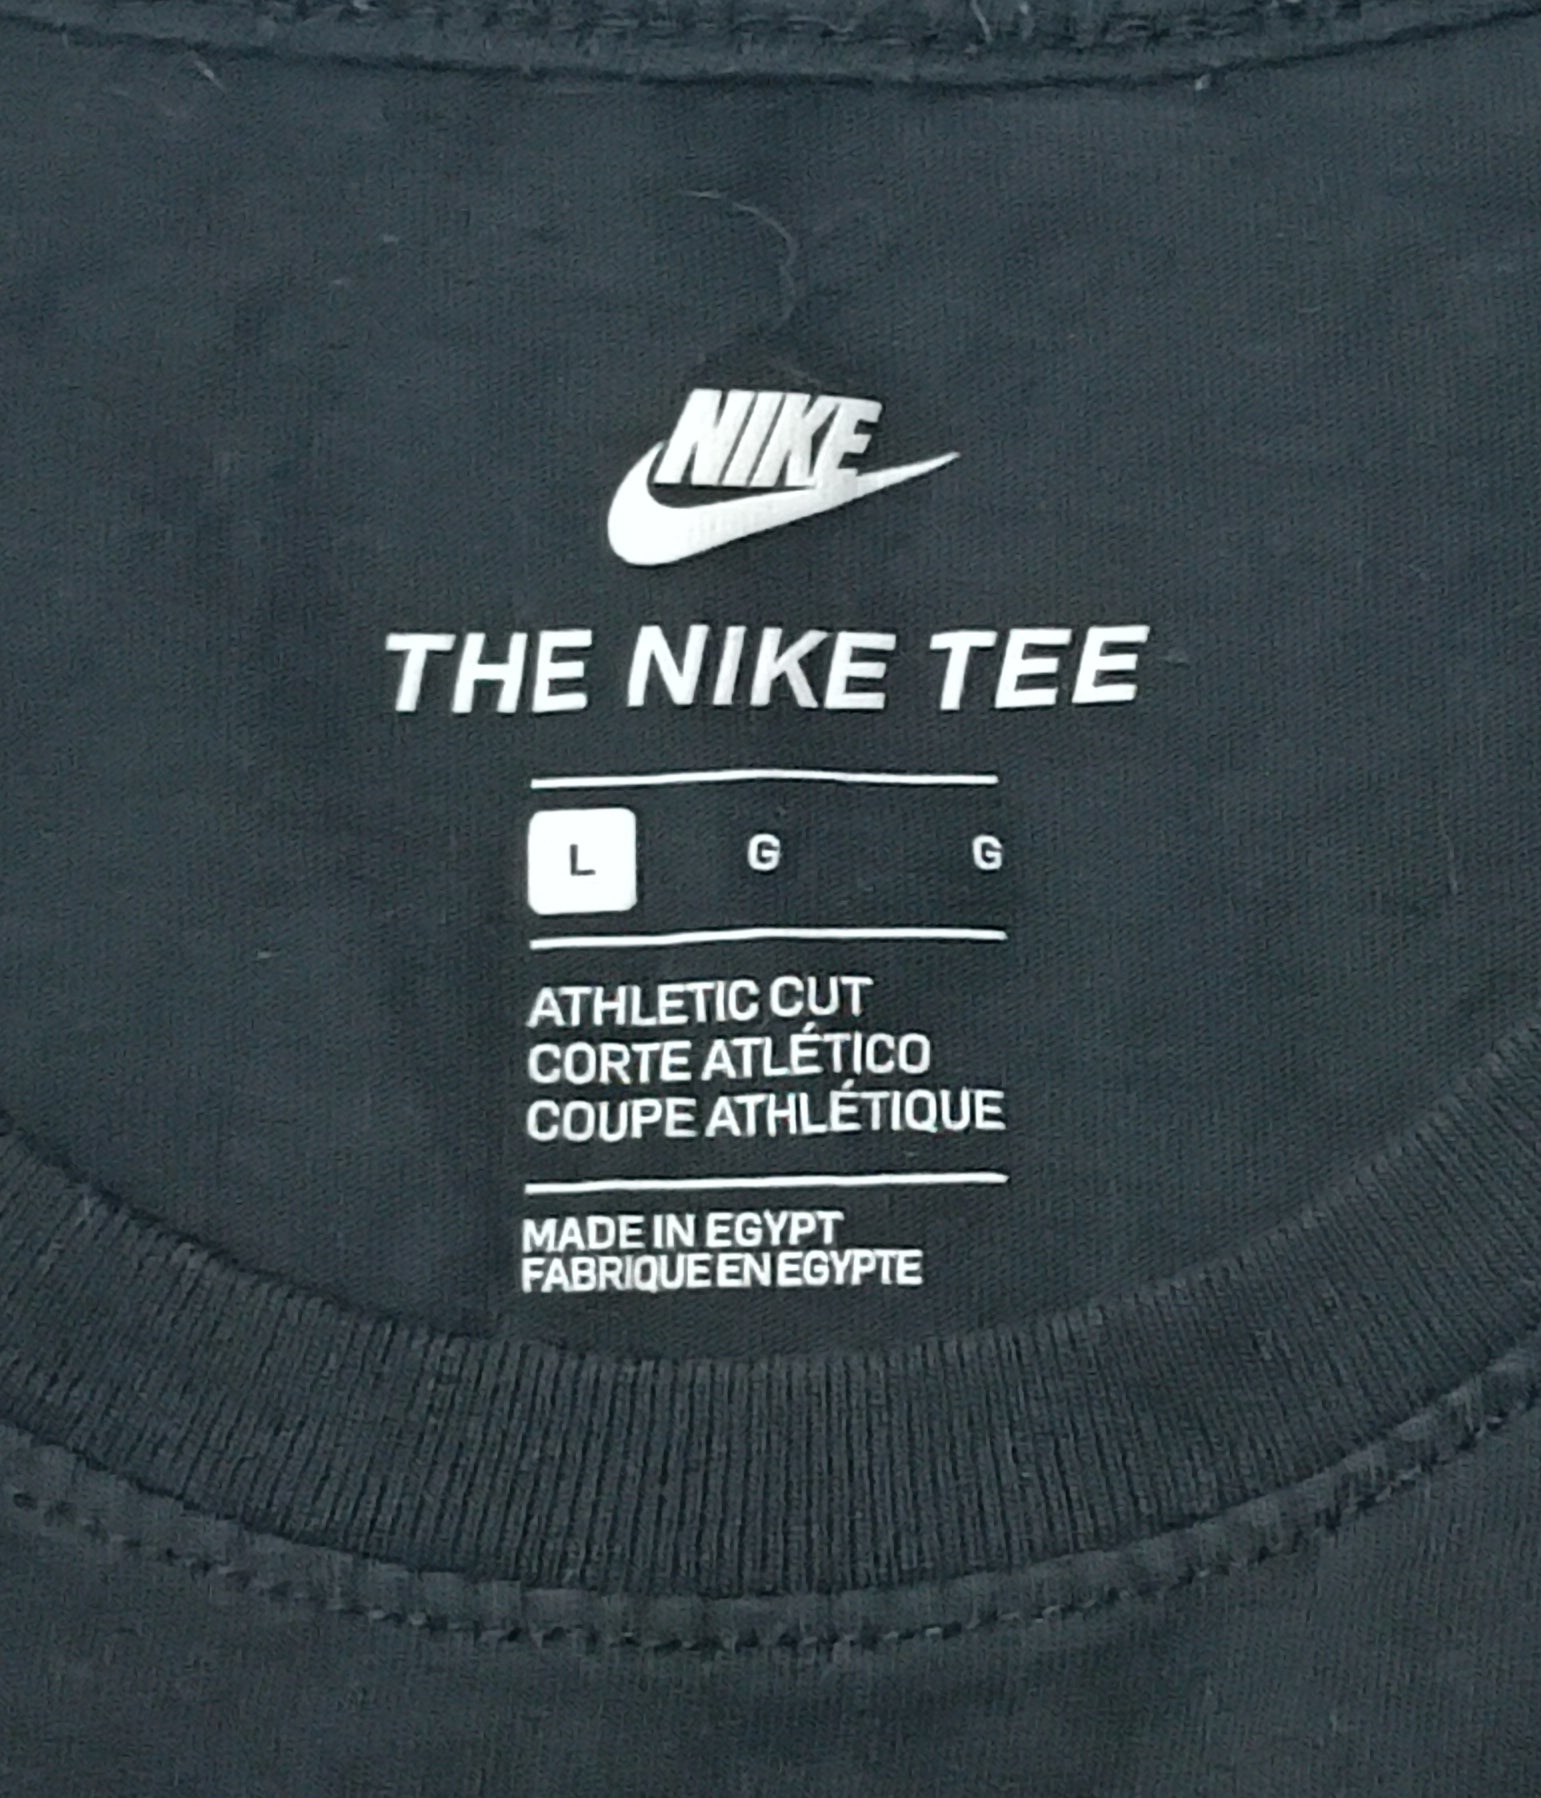 NIKE
THE NIKE TEE
L G G
ATHLETIC CUT
CORTE ATLÉTICO
COUPE ATHLÉTIQUE
MADE IN EGYPT
FABRIQUE EN EGYPTE